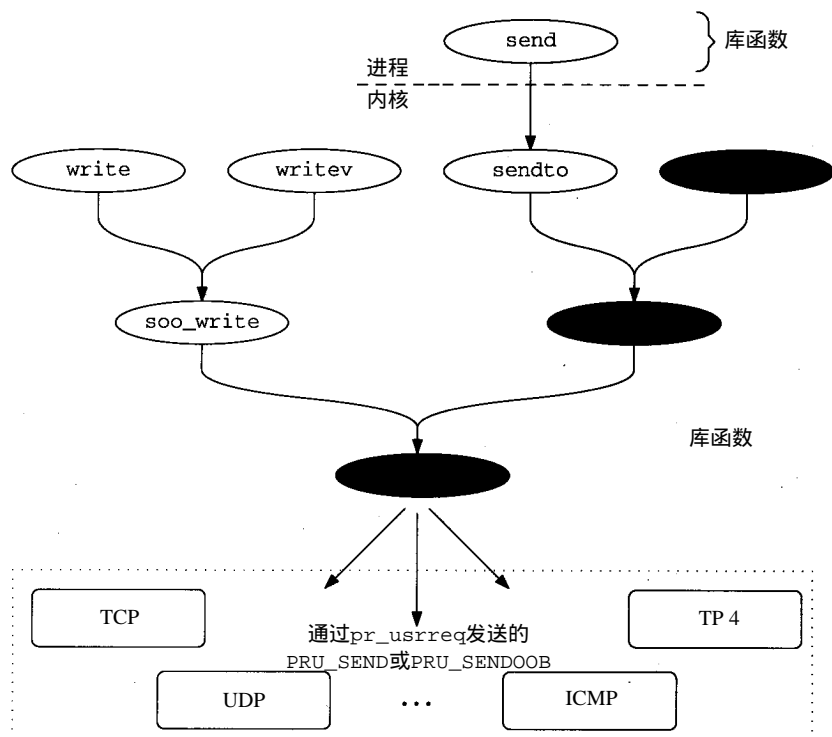 send
库函数
进程
内核
write
writev
sendto
soo_write
库函数
TCP
TP 4
通过pr_usrreq发送的
PRU_SEND或PRU_SENDOOB
UDP
...
ICMP